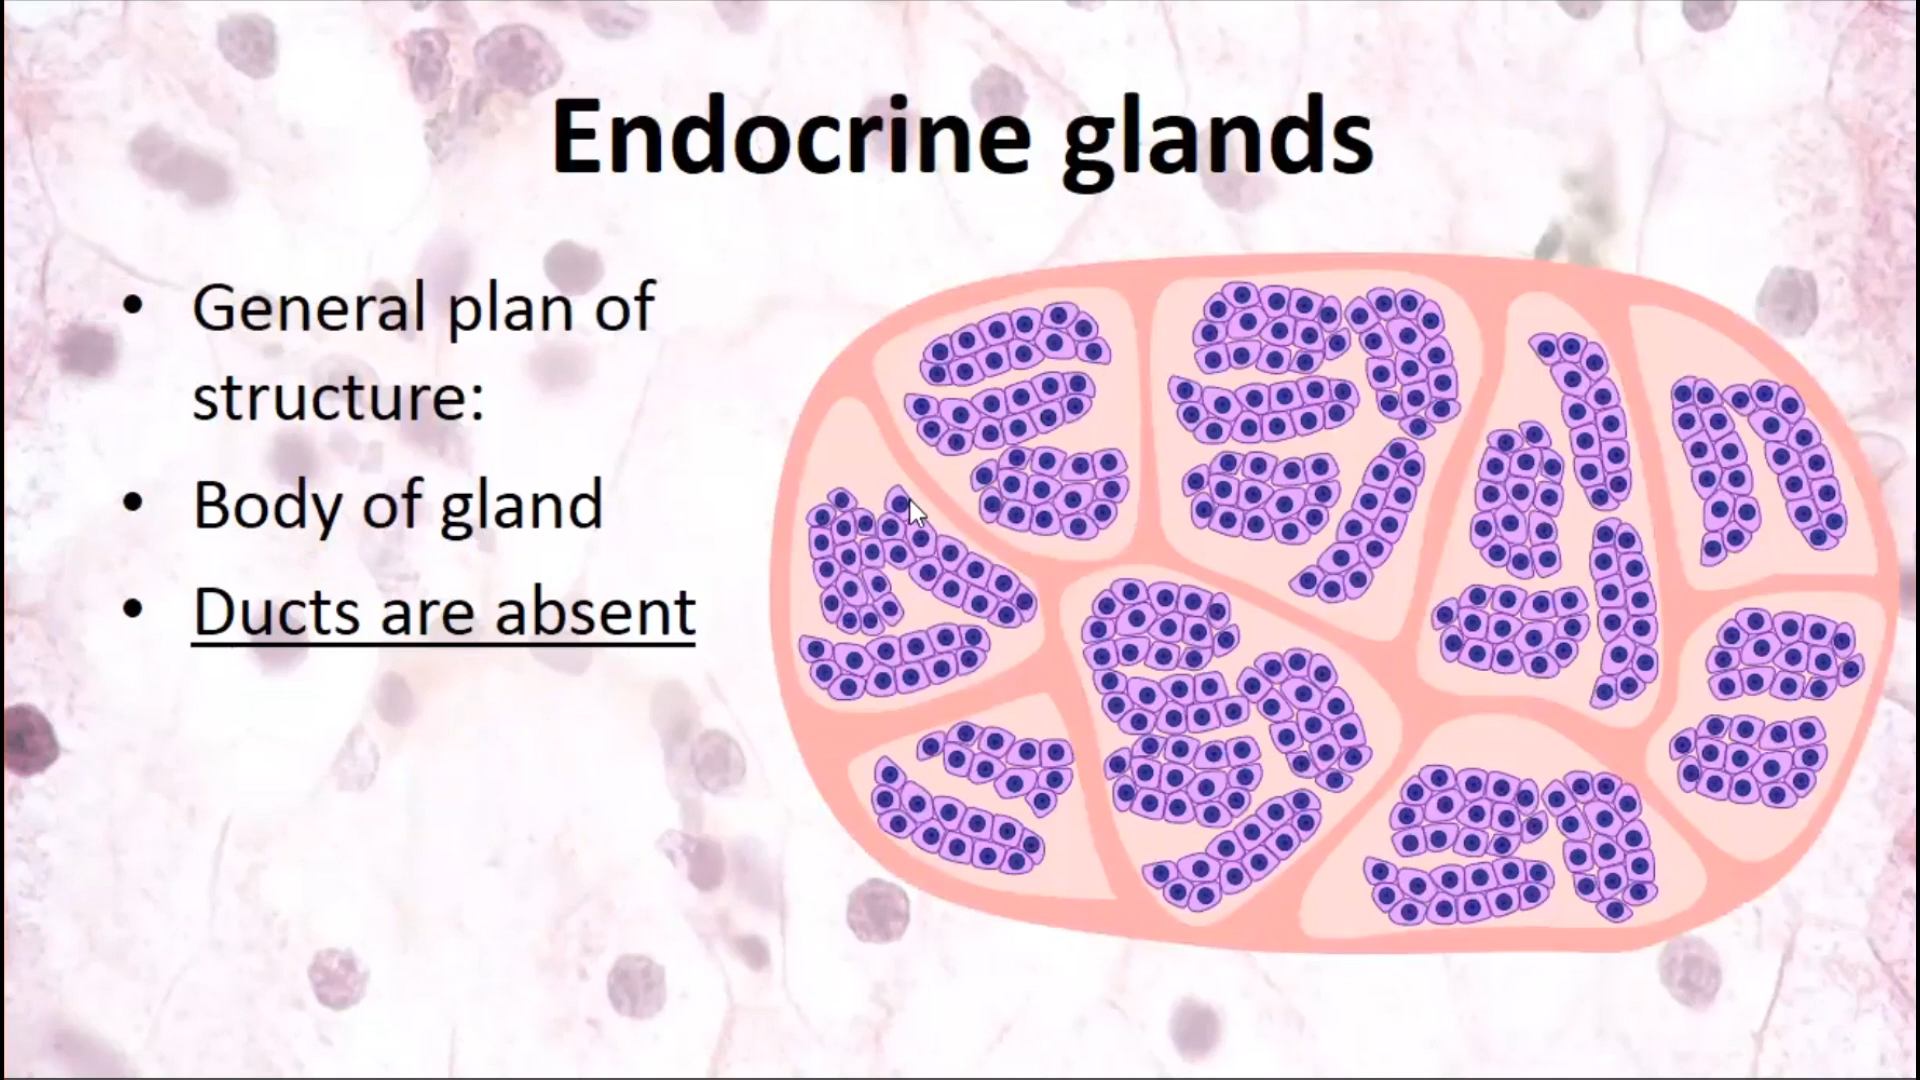 Endocrine glands
• General plan of
structure:
• Body of gland
• Ducts are absent